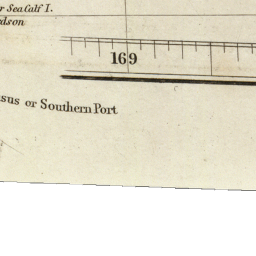 r Sea Calf I.
dson
169
sus or Southern Port